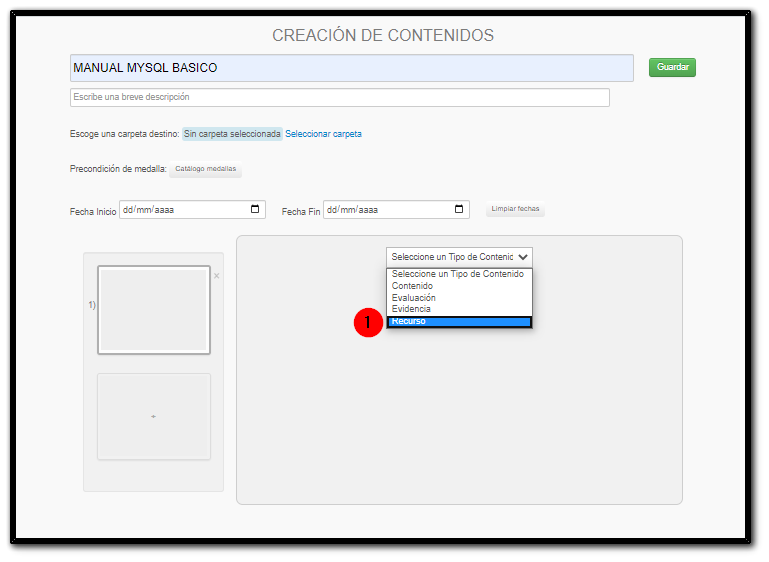 CREACIÓN DE CONTENIDOS
MANUAL MYSQL BASICO
Guardar
Escribe una breve descripción
Escoge una carpeta destino: Sin carpeta seleccionada Seleccionar carpeta
Precondición de medalla: Catálogo medallas
Fecha Inicio dd/mm/aaaa Fecha Fin dd/mm/aaaa Limpiar fechas
Seleccione un Tipo de Contenid
Seleccione un Tipo de Contenido
Contenido
Evaluación
Evidencia
1 Recurso
x
1)
+